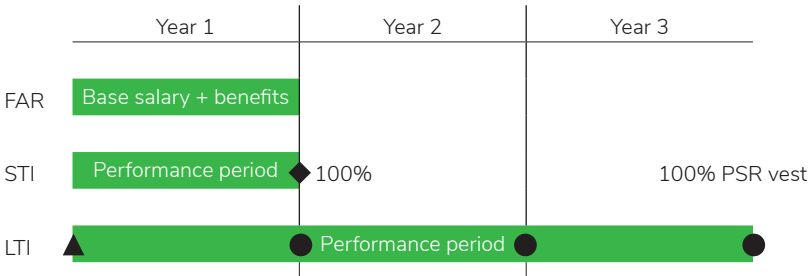 Year 1 Year 2 Year 3
FAR Base salary + benefits
STI Performance period 100% 100% PSR vest
LTI Performance period